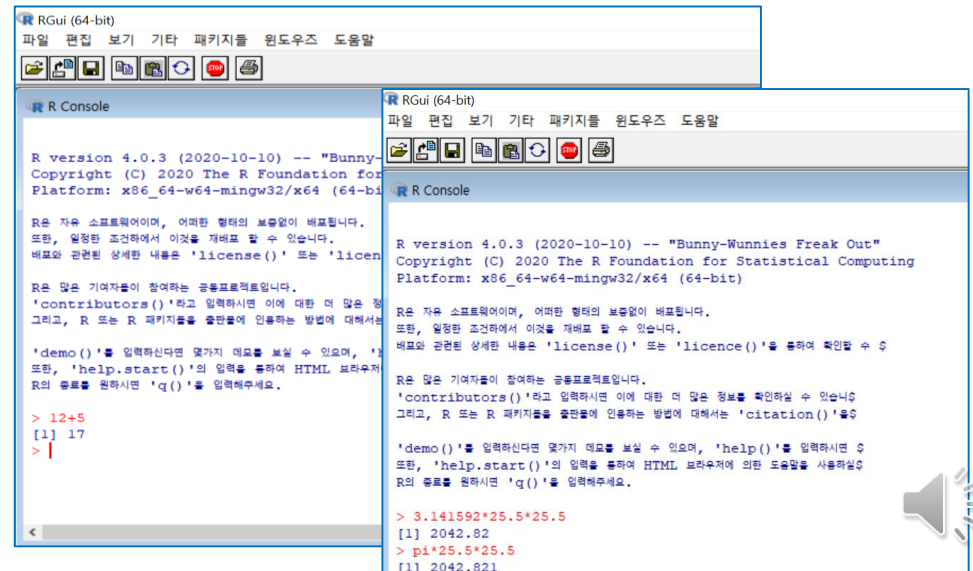 RGui (64-bit)
파일 편집 보기 기타 패키지들 윈도우즈 도움말
R Console
R version 4.0.3 (2020-10-10) -- "Bunny-
Copyright (C) 2020 The R Foundation for
Platform: x86_64-w64-mingw32/x64 (64-bi
R은 자유 소프트웨어이며, 어떠한 형태의 보증없이 배포됩니다.
또한, 일정한 조건하에서 이것을 재배포 할 수 있습니다.
배포와 관련된 상세한 내용은 'license()' 또는 'licen
R은 많은 기여자들이 참여하는 공동프로젝트입니다.
'contributors()'라고 입력하시면 이에 대한 더 많은 정
그리고, R 또는 R 패키지들을 출판물에 인용하는 방법에 대해서는
'demo()'를 입력하신다면 몇가지 데모를 보실 수 있으며,
또한, 'help.start()'의 입력을 통하여 HTML 브라우저
R의 종료를 원하시면 'q()'을 입력해주세요.
> 12+5
[1] 17
>
RGui (64-bit)
파일 편집 보기 기타 패키지들 윈도우즈 도움말
R Console
R version 4.0.3 (2020-10-10) -- "Bunny-Wunnies Freak Out"
Copyright (C) 2020 The R Foundation for Statistical Computing
Platform: x86_64-w64-mingw32/x64 (64-bit)
R은 자유 소프트웨어이며, 어떠한 형태의 보증없이 배포됩니다.
또한, 일정한 조건하에서 이것을 재배포 할 수 있습니다.
배포와 관련된 상세한 내용은 'license()' 또는 'licence()'을 통하여 확인할 수 $
R은 많은 기여자들이 참여하는 공동프로젝트입니다.
'contributors()'라고 입력하시면 이에 대한 더 많은 정보를 확인하실 수 있습니$
그리고, R 또는 R 패키지들을 출판물에 인용하는 방법에 대해서는 'citation()'을$
'demo()'를 입력하신다면 몇가지 데모를 보실 수 있으며, 'help()'를 입력하시면 $
또한, 'help.start()'의 입력을 통하여 HTML 브라우저에 의한 도움말을 사용하실$
R의 종료를 원하시면 'q()'을 입력해주세요.
> 3.141592*25.5*25.5
[1] 2042.82
> pi*25.5*25.5
[1] 2042.821